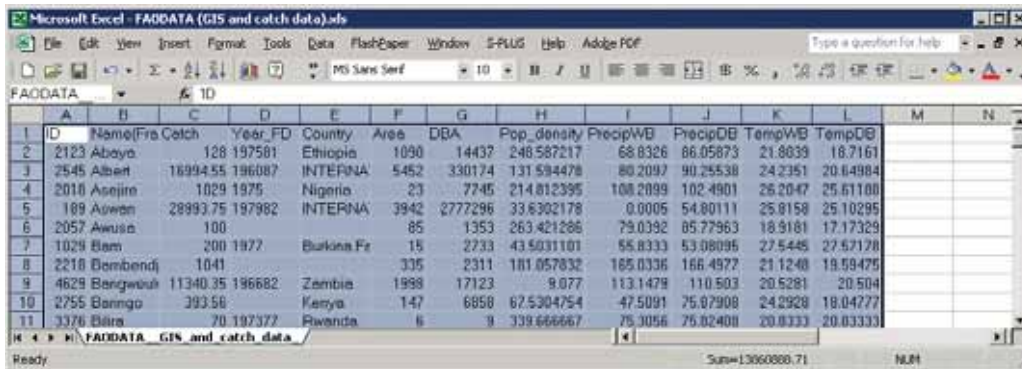 Microsoft Excel - FAODATA (GIS and catch data).xls
File Edit View Insert Format Tools Data FlashPaper Window S-PLUS Help Adobe PDF Type a question for help
MS Sans Serif 10 B I U
FAODATA__... fx ID
A B C D E F G H I J K L M N
1 ID Name(Fra Catch Year_FD Country Area DBA Pop_density PrecipWB PrecipDB TempWB TempDB
2 2123 Abaya 128 197581 Ethiopia 1090 14437 248.587217 68.8326 86.05873 21.8039 18.7161
3 2545 Albert 16994.55 196087 INTERNA 5452 330174 131.594478 80.2097 90.25538 24.2351 20.64984
4 2018 Asejire 1029 1975 Nigeria 23 7745 214.812395 108.2899 102.4901 26.2047 25.61188
5 189 Aswan 28993.75 197982 INTERNA 3942 2777296 33.6302178 0.0005 54.80111 25.8158 25.10295
6 2057 Awusa 100 85 1353 263.421286 79.0392 85.77963 18.9181 17.17329
7 1029 Bam 200 1977 Burkina Fa 15 2733 43.5031101 55.8333 53.08095 27.5445 27.57178
8 2218 Bambendj 1041 335 2311 181.057832 165.0336 166.4977 21.1248 19.59475
9 4629 Bangweulu 11340.35 196682 Zambia 1998 17123 9.077 113.1479 110.503 20.5281 20.504
10 2755 Baringo 393.56 Kenya 147 6858 67.5304754 47.5091 75.07908 24.2928 18.04777
11 3376 Bilira 70 197377 Rwanda 6 9 339.666667 75.3056 75.82408 20.8333 20.83333
FAODATA__GIS_and_catch_data_
Ready Sum=13860888.71 NUM